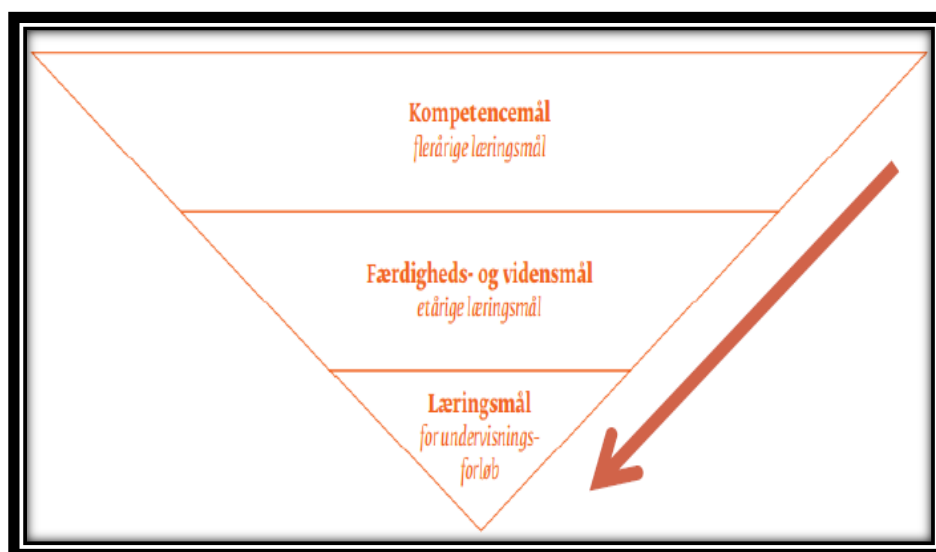 Kompetencemål
flerårige læringsmål
Færdigheds- og vidensmål
etårige læringsmål
Læringsmål
for undervisnings-
forløb